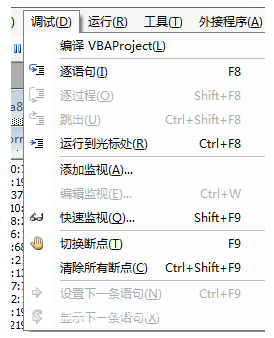 调试(D) 运行(R) 工具(T) 外接程序(A)
编译 VBAProject(L)
逐语句(I) F8
逐过程(O) Shift+F8
跳出(U) Ctrl+Shift+F8
运行到光标处(R) Ctrl+F8
添加监视(A)...
编辑监视(E)... Ctrl+W
快速监视(Q)... Shift+F9
切换断点(T) F9
清除所有断点(C) Ctrl+Shift+F9
设置下一条语句(N) Ctrl+F9
显示下一条语句(X)